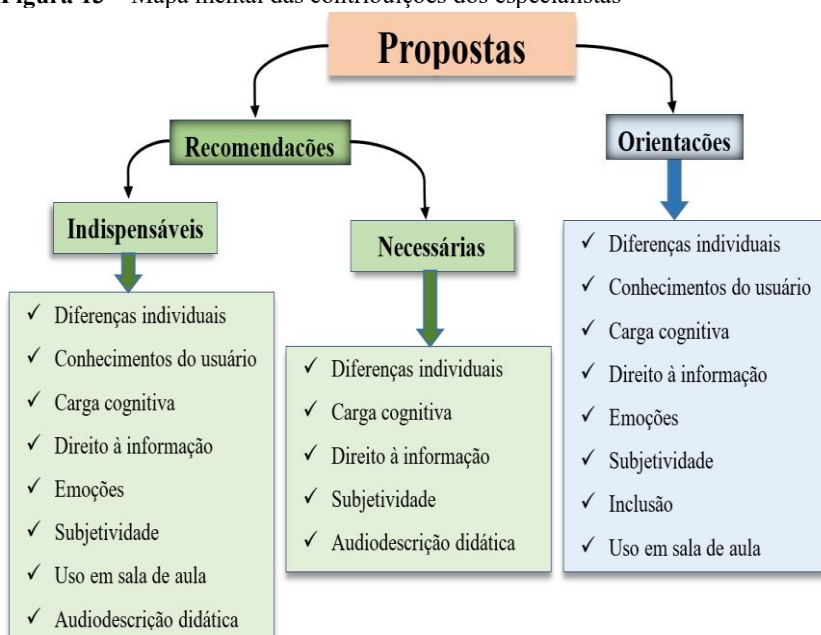 Figura 15 – Mapa mental das contribuições dos especialistas
Propostas
Recomendacões
Orientacões
Indispensáveis
Necessárias
✓ Diferenças individuais
✓ Conhecimentos do usuário
✓ Carga cognitiva
✓ Direito à informação
✓ Emoções
✓ Subjetividade
✓ Uso em sala de aula
✓ Audiodescrição didática
✓ Diferenças individuais
✓ Carga cognitiva
✓ Direito à informação
✓ Subjetividade
✓ Audiodescrição didática
✓ Diferenças individuais
✓ Conhecimentos do usuário
✓ Carga cognitiva
✓ Direito à informação
✓ Emoções
✓ Subjetividade
✓ Inclusão
✓ Uso em sala de aula